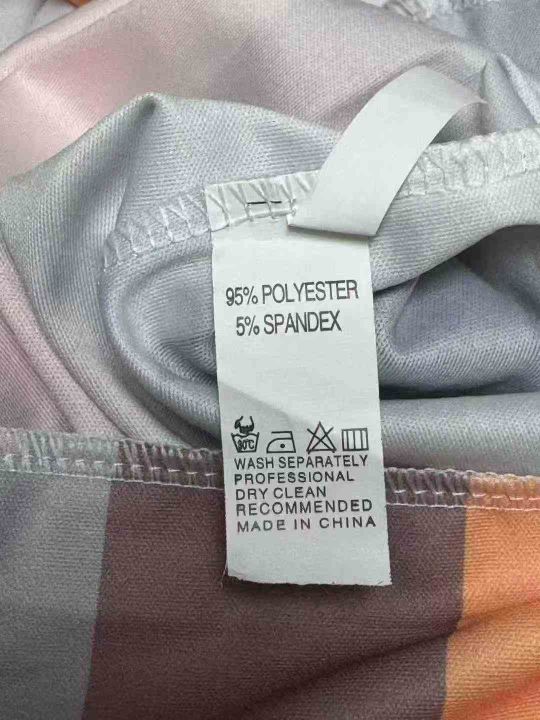 95% POLYESTER
5% SPANDEX
30°C
WASH SEPARATELY
PROFESSIONAL
DRY CLEAN
RECOMMENDED
MADE IN CHINA